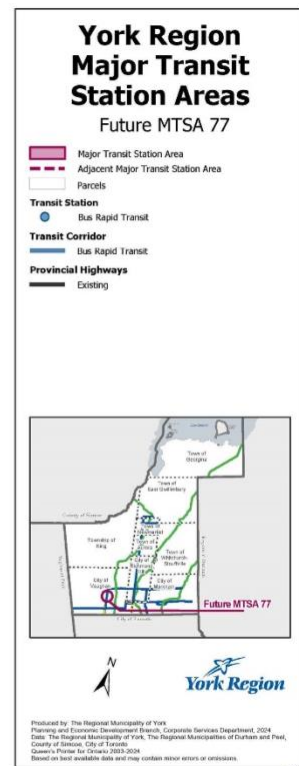 York Region
Major Transit
Station Areas
Future MTSA 77
Major Transit Station Area
Adjacent Major Transit Station Area
Parcels
Transit Station
Bus Rapid Transit
Transit Corridor
Bus Rapid Transit
Provincial Highways
Existing
Town of
Georgina
Town of
East Gwillimbury
County of Simcoe
Township of
King
Town of
Whitchurch-
Stouffville
City of
Vaughan
City of
Markham
Future MTSA 77
City of Toronto
N
York Region
Produced by: The Regional Municipality of York
Planning and Economic Development Branch, Corporate Services Department, 2024
Data: The Regional Municipality of York, The Regional Municipalities of Durham and Peel,
County of Simcoe, City of Toronto
Queen's Printer for Ontario 2003-2024
Based on best available data and may contain minor errors or omissions.